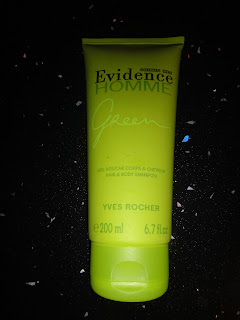 Evidence
HOMME
Green
GEL DOUCHE CORPS & CHEVEUX
HAIR & BODY SHAMPOO
YVES ROCHER
e 200 ml 6.7 fl.oz